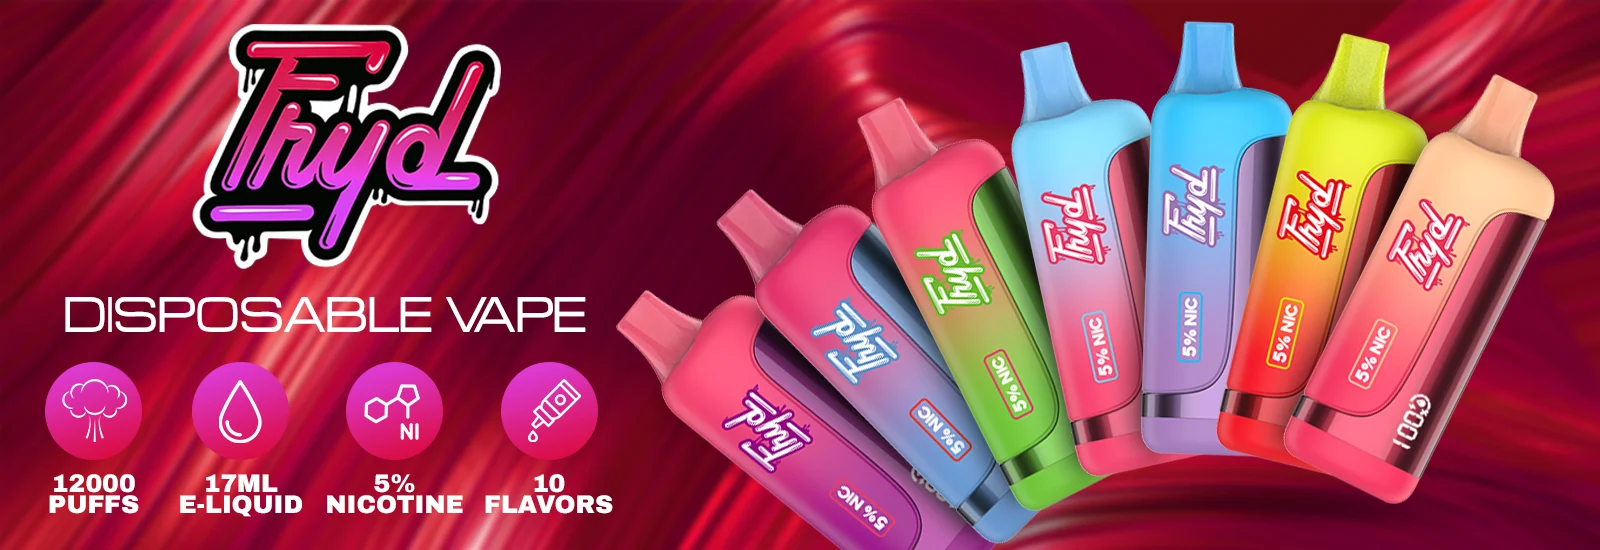 Fryd
DISPOSABLE VAPE
12000
PUFFS
17ML
E-LIQUID
NI
5%
NICOTINE
10
FLAVORS
Fryd
5% NIC
Fryd
5% NIC
Fryd
5% NIC
Fryd
5% NIC
Fryd
5% NIC
Fryd
5% NIC
Fryd
5% NIC
100